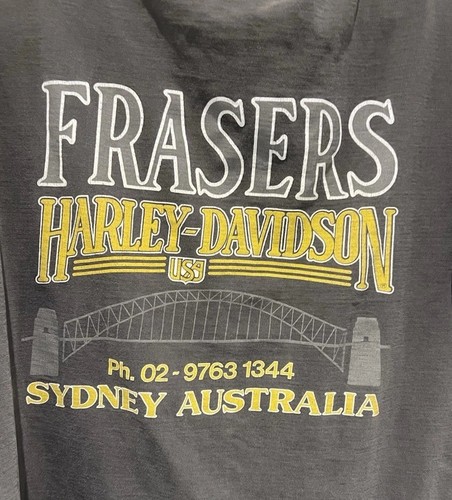 FRASERS
HARLEY-DAVIDSON
USA
Ph. 02-9763 1344
SYDNEY AUSTRALIA